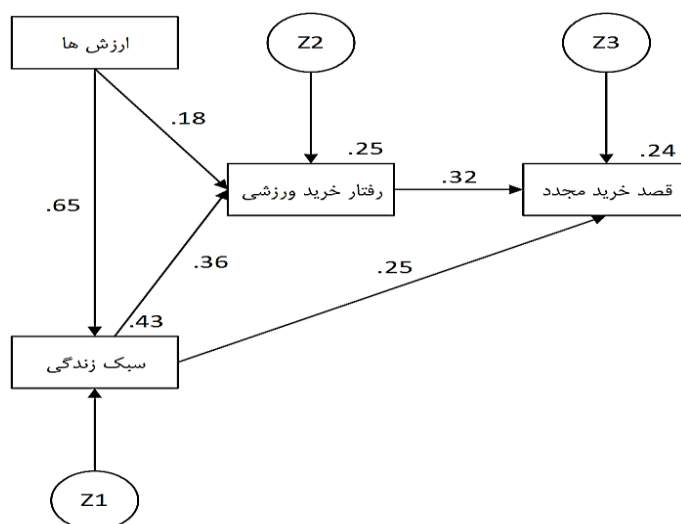 ارزش ها
Z2
Z3
.18
.25
.24
رفتار خرید ورزشی
.32
قصد خرید مجدد
.65
.36
.25
.43
سبک زندگی
Z1